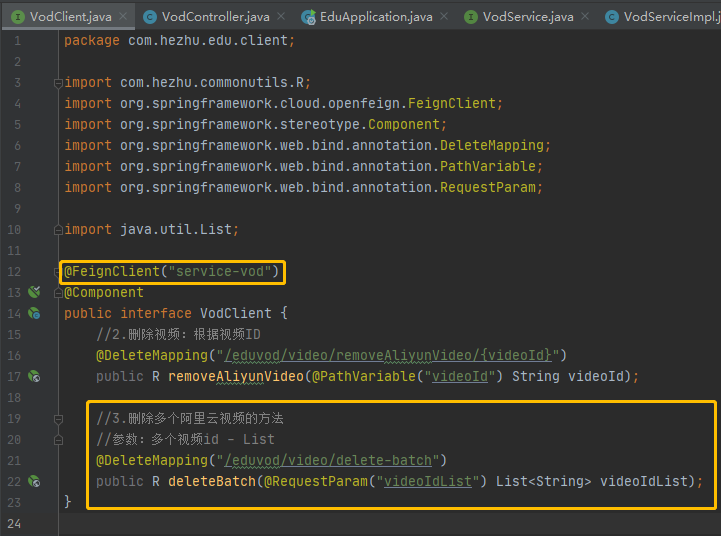 VodClient.java × VodController.java × EduApplication.java × VodService.java × VodServiceImpl.j
1 package com.hezhu.edu.client;
2
3 import com.hezhu.commonutils.R;
4 import org.springframework.cloud.openfeign.FeignClient;
5 import org.springframework.stereotype.Component;
6 import org.springframework.web.bind.annotation.DeleteMapping;
7 import org.springframework.web.bind.annotation.PathVariable;
8 import org.springframework.web.bind.annotation.RequestParam;
9
10 import java.util.List;
11
12 @FeignClient("service-vod")
13 @Component
14 public interface VodClient {
15 //2.删除视频：根据视频ID
16 @DeleteMapping("/eduvod/video/removeAliyunVideo/{videoId}")
17 public R removeAliyunVideo(@PathVariable("videoId") String videoId);
18
19 //3.删除多个阿里云视频的方法
20 //参数：多个视频id - List
21 @DeleteMapping("/eduvod/video/delete-batch")
22 public R deleteBatch(@RequestParam("videoIdList") List<String> videoIdList);
23 }
24